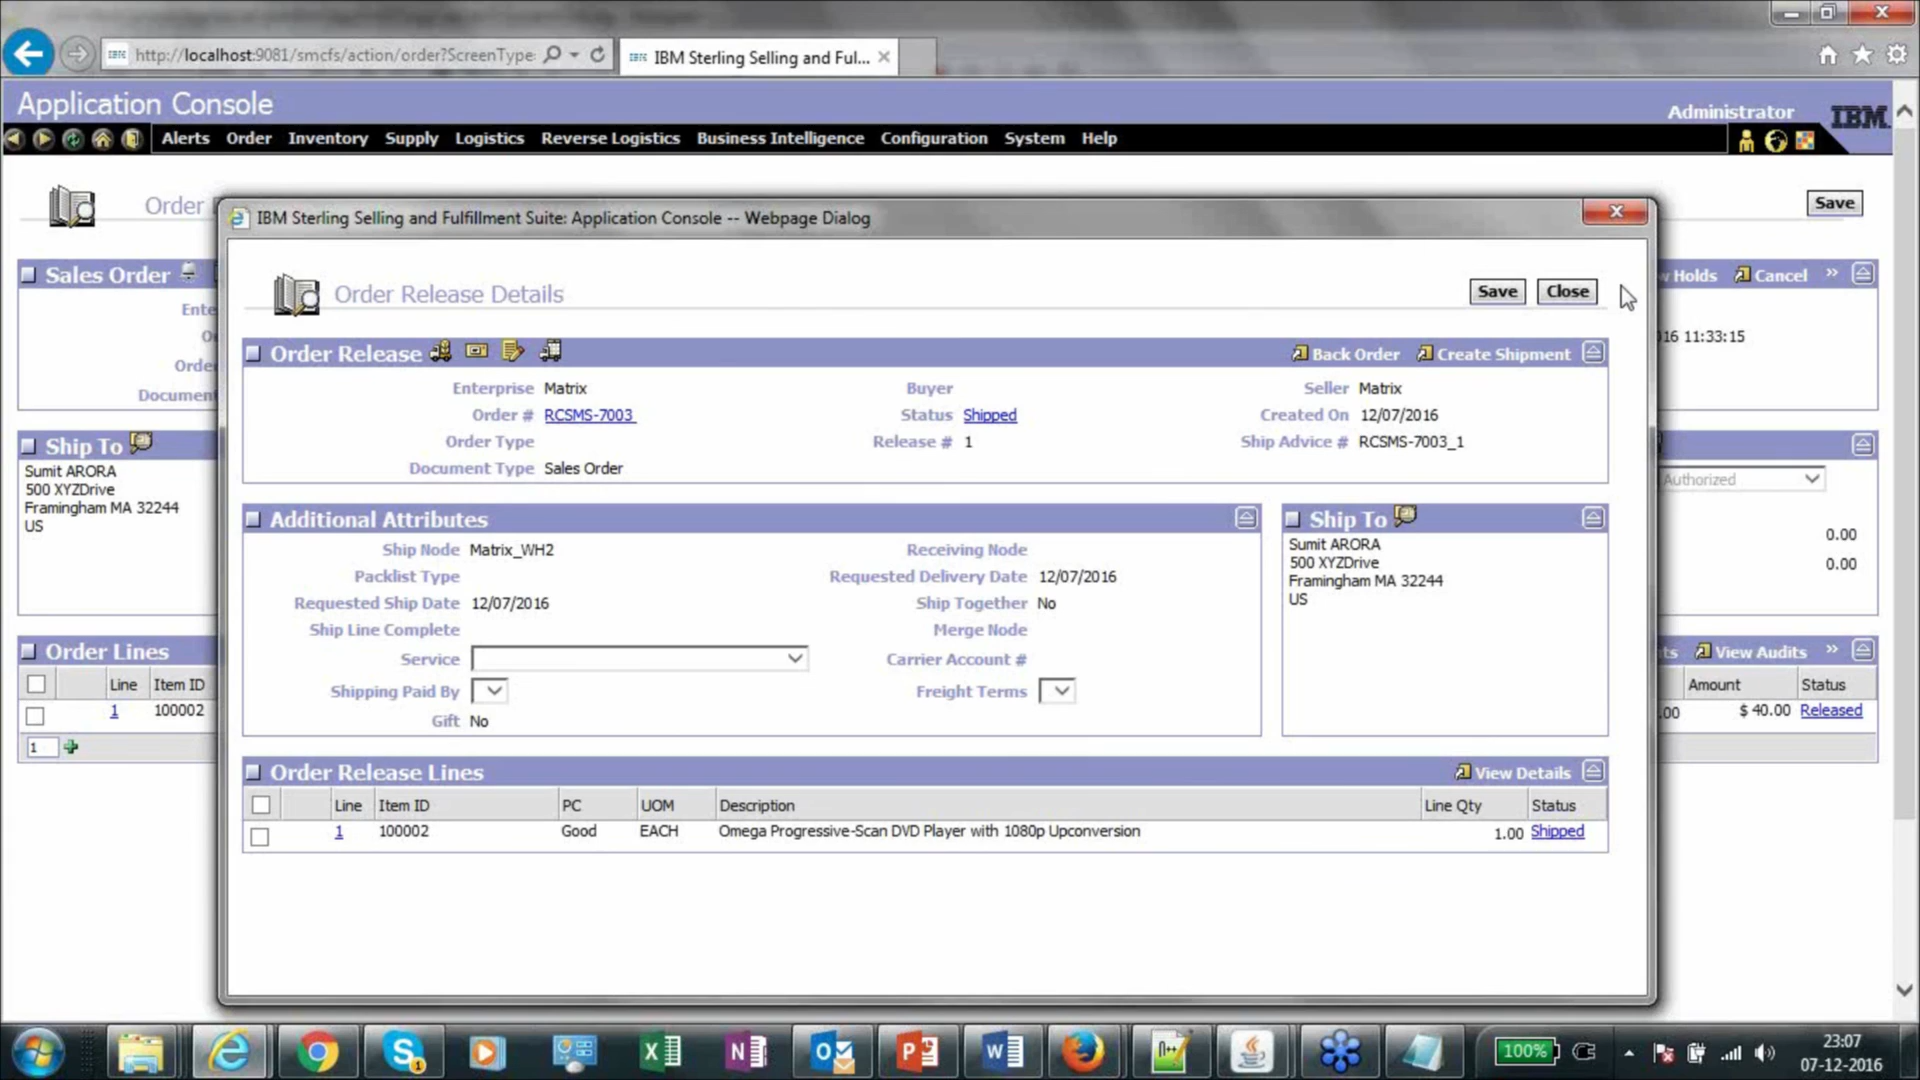 http://localhost:9081/smcfs/action/order?ScreenType
IBM Sterling Selling and Ful...
Application Console
Administrator
IBM
Alerts Order Inventory Supply Logistics Reverse Logistics Business Intelligence Configuration System Help
Order
Save
IBM Sterling Selling and Fulfillment Suite: Application Console -- Webpage Dialog
Sales Order
Holds Cancel
Order Release Details
Save Close
16 11:33:15
Order Release
Back Order Create Shipment
Enterprise Matrix
Buyer
Seller Matrix
Order # RCSMS-7003
Status Shipped
Created On 12/07/2016
Order Type
Release # 1
Ship Advice # RCSMS-7003_1
Document Type Sales Order
Ship To
Sumit ARORA
500 XYZDrive
Framingham MA 32244
US
Authorized
0.00
0.00
Additional Attributes
Ship Node Matrix_WH2
Receiving Node
Packlist Type
Requested Delivery Date 12/07/2016
Requested Ship Date 12/07/2016
Ship Together No
Ship Line Complete
Merge Node
Service
Carrier Account #
Shipping Paid By
Freight Terms
Gift No
Ship To
Sumit ARORA
500 XYZDrive
Framingham MA 32244
US
Order Lines
View Audits
Line Item ID
Amount Status
1 100002
.00 $ 40.00 Released
1
Order Release Lines
View Details
Line Item ID PC UOM Description Line Qty Status
1 100002 Good EACH Omega Progressive-Scan DVD Player with 1080p Upconversion 1.00 Shipped
100%
23:07
07-12-2016